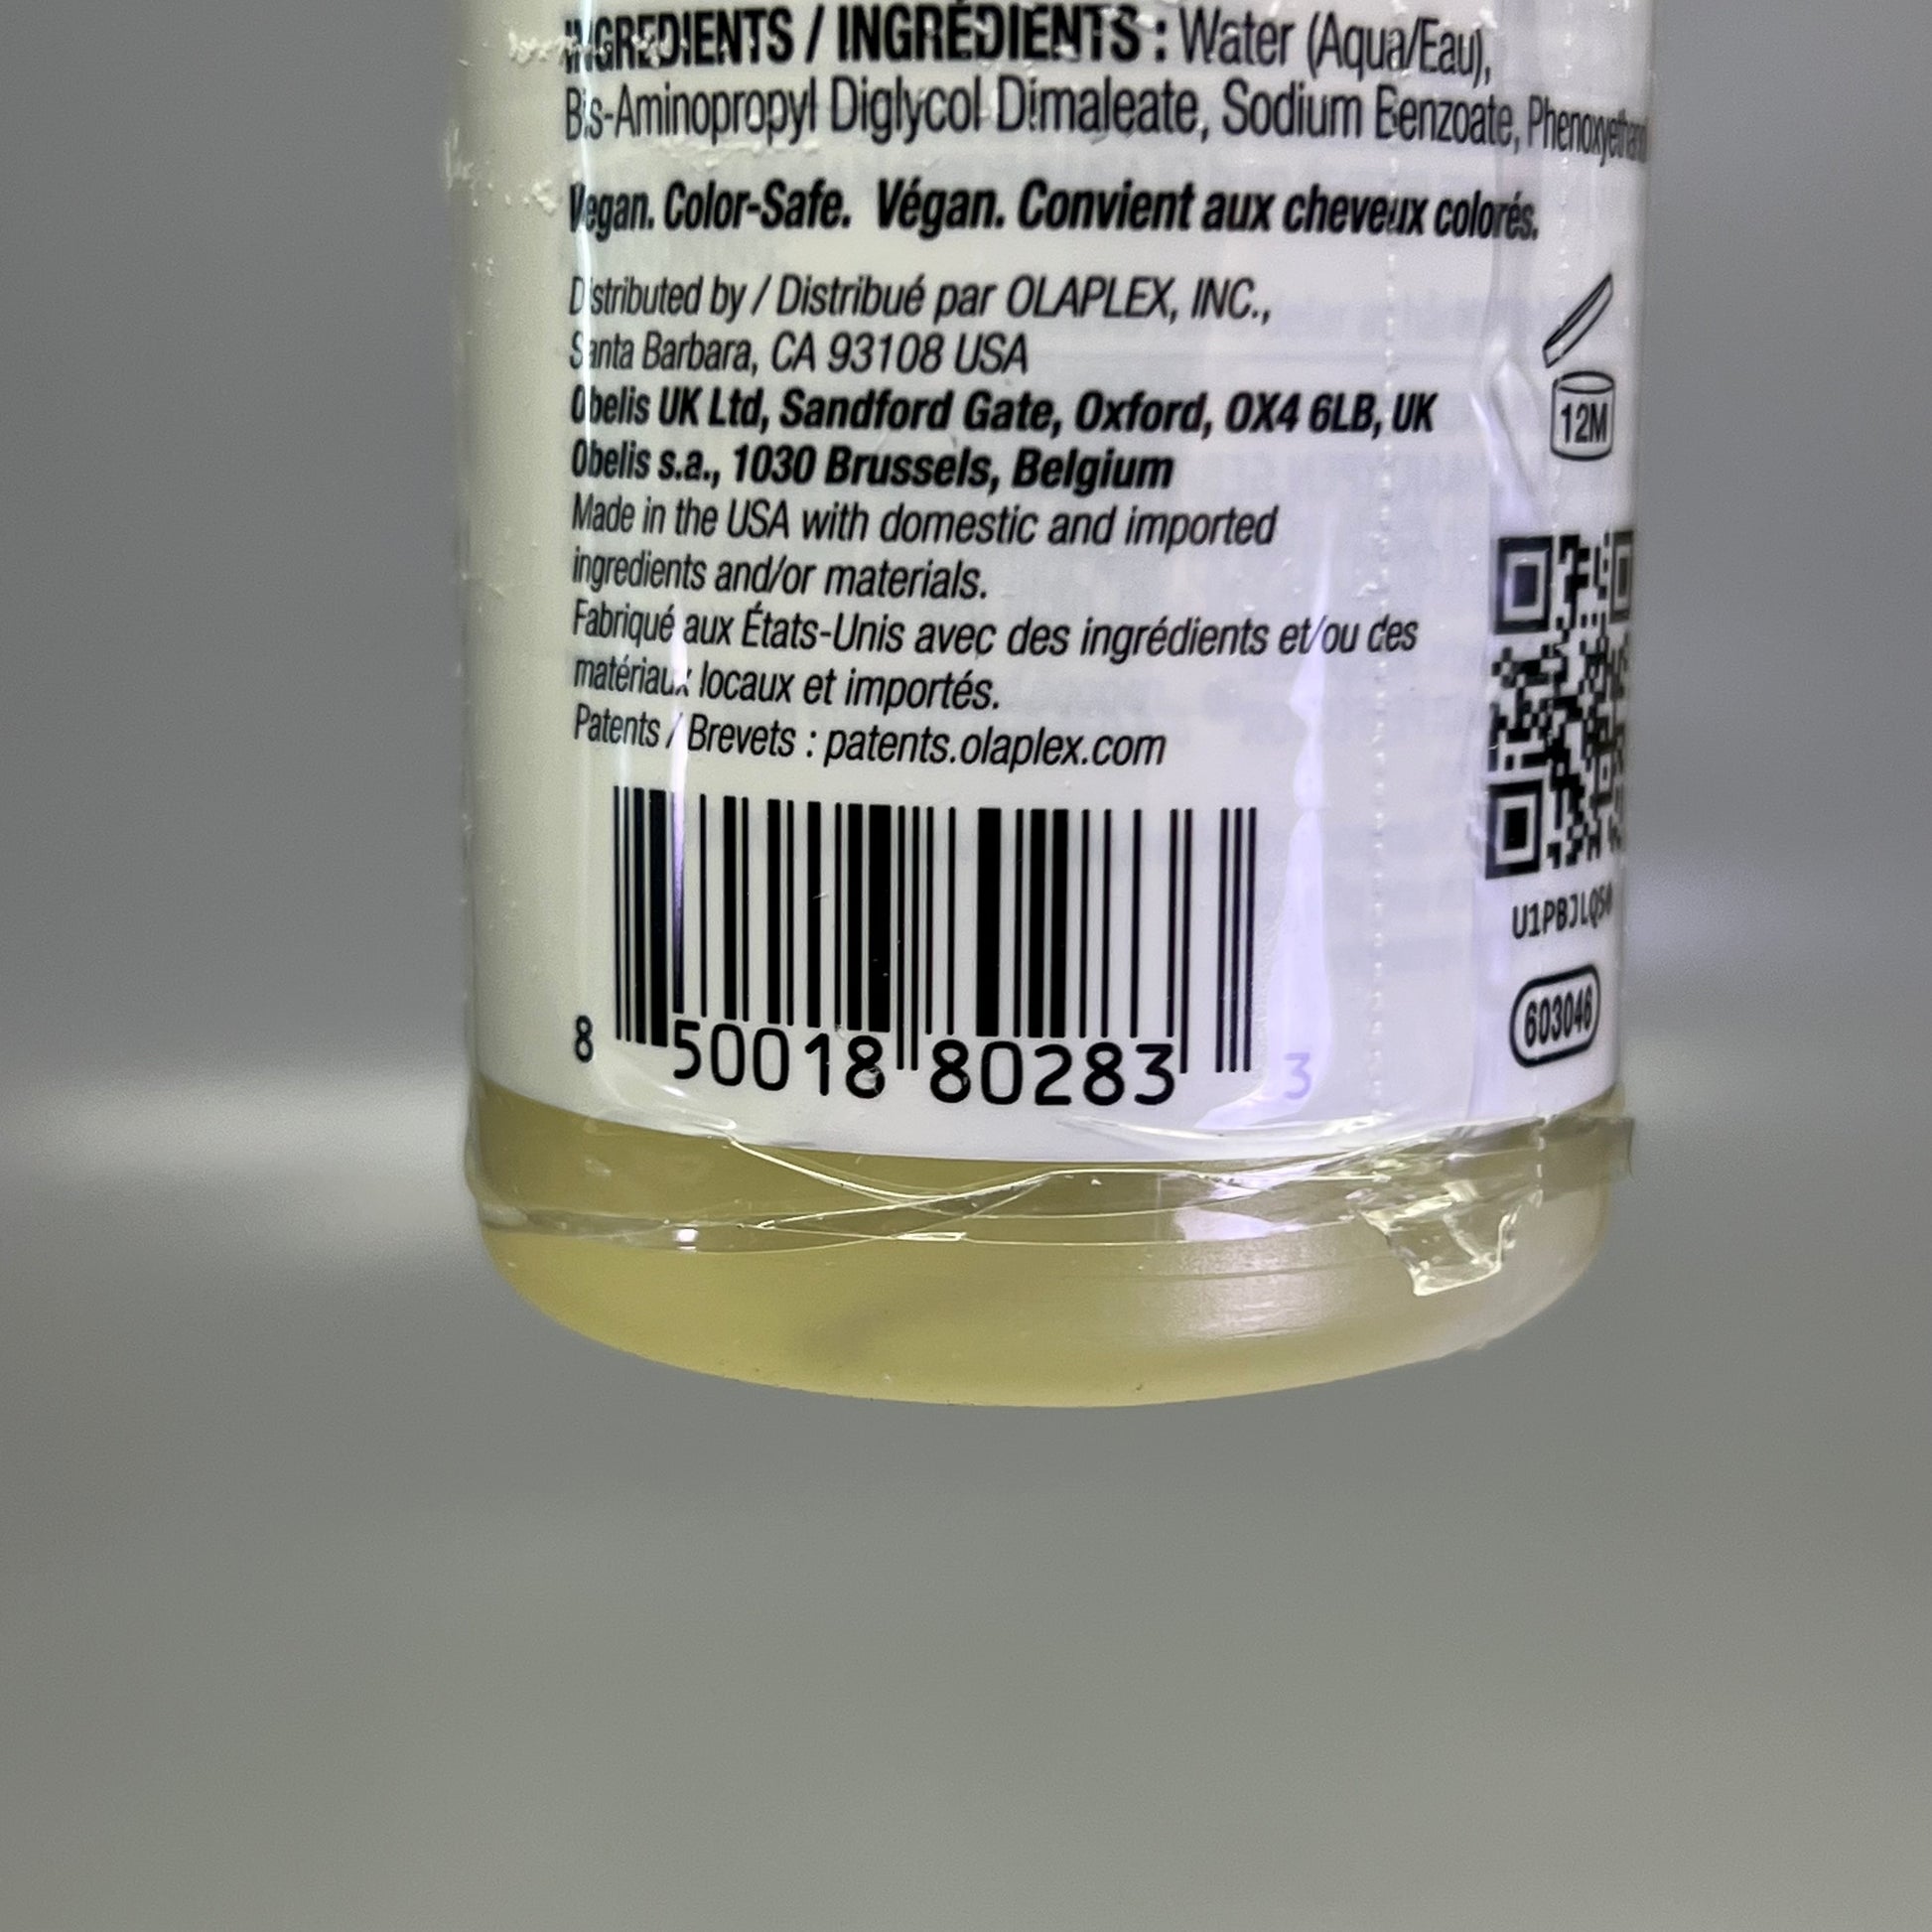 INGREDIENTS / INGRÉDIENTS : Water (Aqua/Eau),
Bis-Aminopropyl Diglycol Dimaleate, Sodium Benzoate, Phenoxyethanol
Vegan. Color-Safe. Végan. Convient aux cheveux colorés.
Distributed by / Distribué par OLAPLEX, INC.,
Santa Barbara, CA 93108 USA
Obelis UK Ltd, Sandford Gate, Oxford, OX4 6LB, UK
Obelis s.a., 1030 Brussels, Belgium
Made in the USA with domestic and imported
ingredients and/or materials.
Fabriqué aux États-Unis avec des ingrédients et/ou des
matériaux locaux et importés.
Patents / Brevets : patents.olaplex.com
12M
8 50018 80283 3
603046